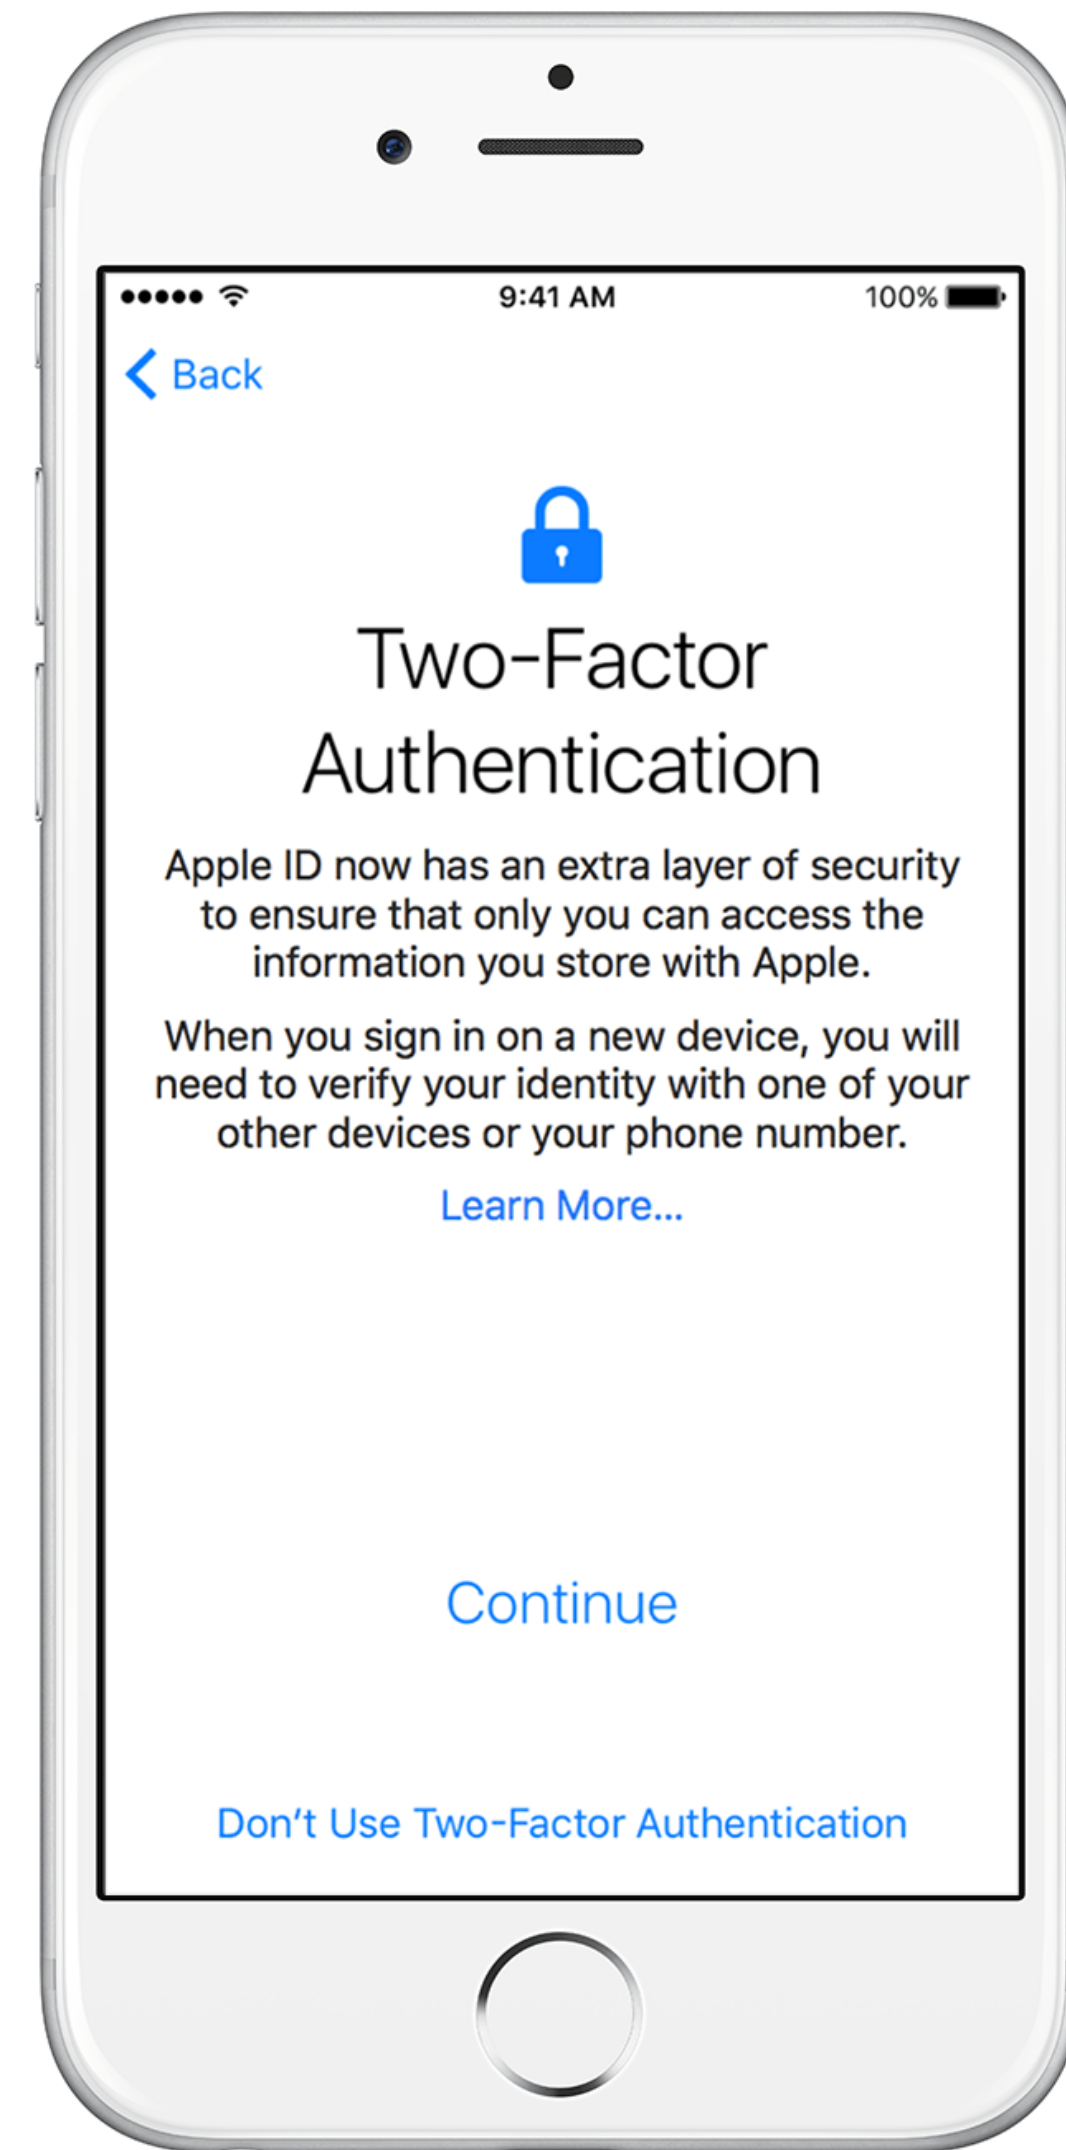 9:41 AM 100%
Back
Two-Factor
Authentication
Apple ID now has an extra layer of security
to ensure that only you can access the
information you store with Apple.
When you sign in on a new device, you will
need to verify your identity with one of your
other devices or your phone number.
Learn More...
Continue
Don’t Use Two-Factor Authentication